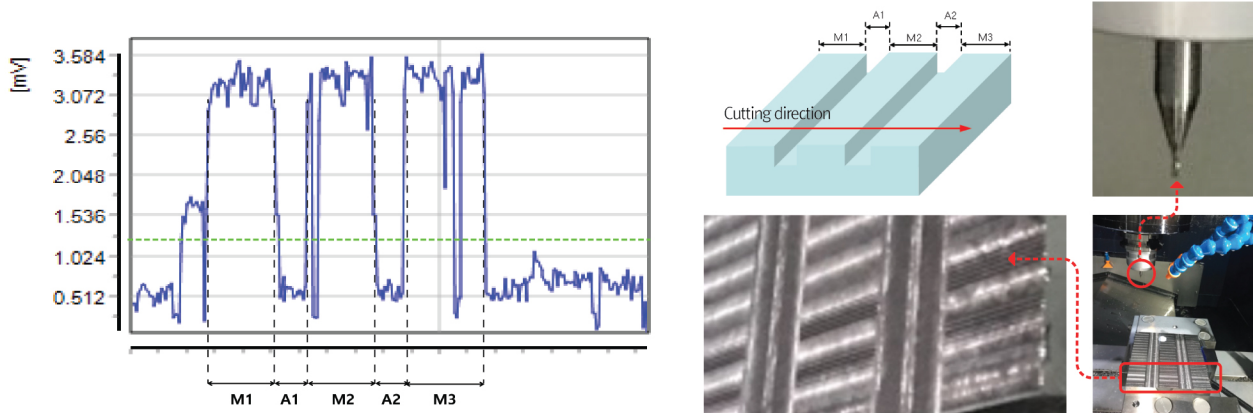 [mV]
3.584
3.072
2.56
2.048
1.536
1.024
0.512
M1 A1 M2 A2 M3
A1 A2
M1 M2 M3
Cutting direction